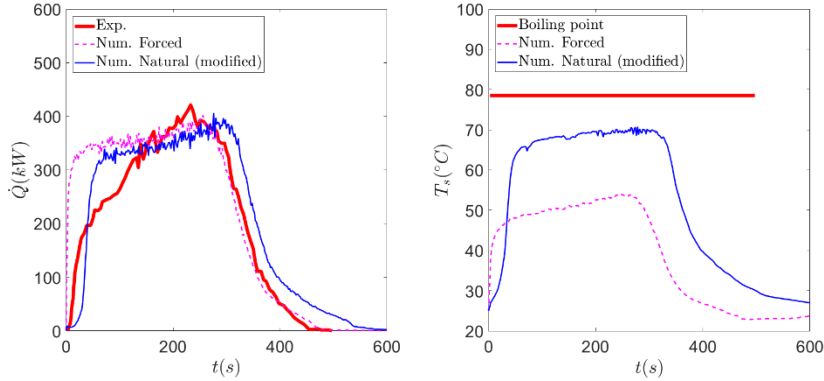 600
500
400
300
200
100
0
0
200
400
600
Q̇(kW)
t(s)
Exp.
Num. Forced
Num. Natural (modified)
100
90
80
70
60
50
40
30
20
0
200
400
600
T_s(°C)
t(s)
Boiling point
Num. Forced
Num. Natural (modified)